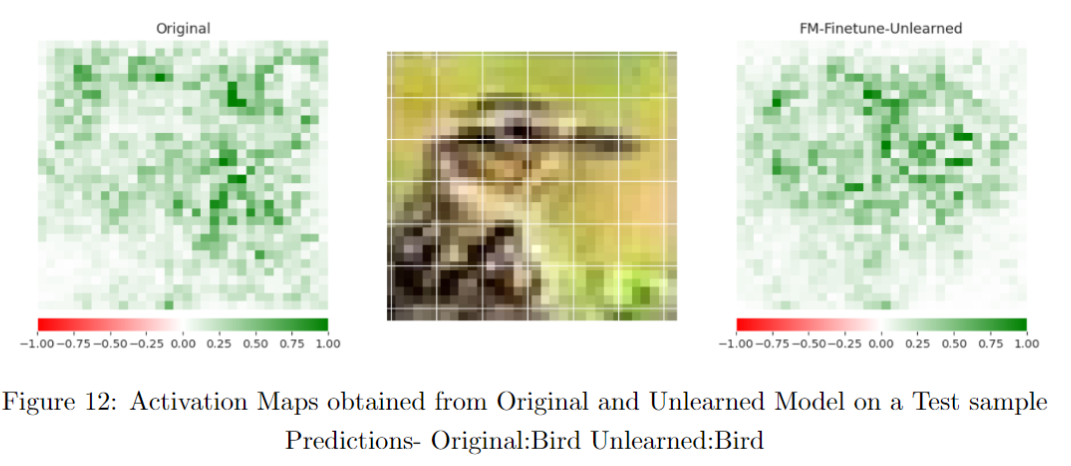 Original
FM-Finetune-Unlearned
−1.00−0.75−0.50−0.25 0.00 0.25 0.50 0.75 1.00
−1.00−0.75−0.50−0.25 0.00 0.25 0.50 0.75 1.00
Figure 12: Activation Maps obtained from Original and Unlearned Model on a Test sample
Predictions- Original:Bird Unlearned:Bird